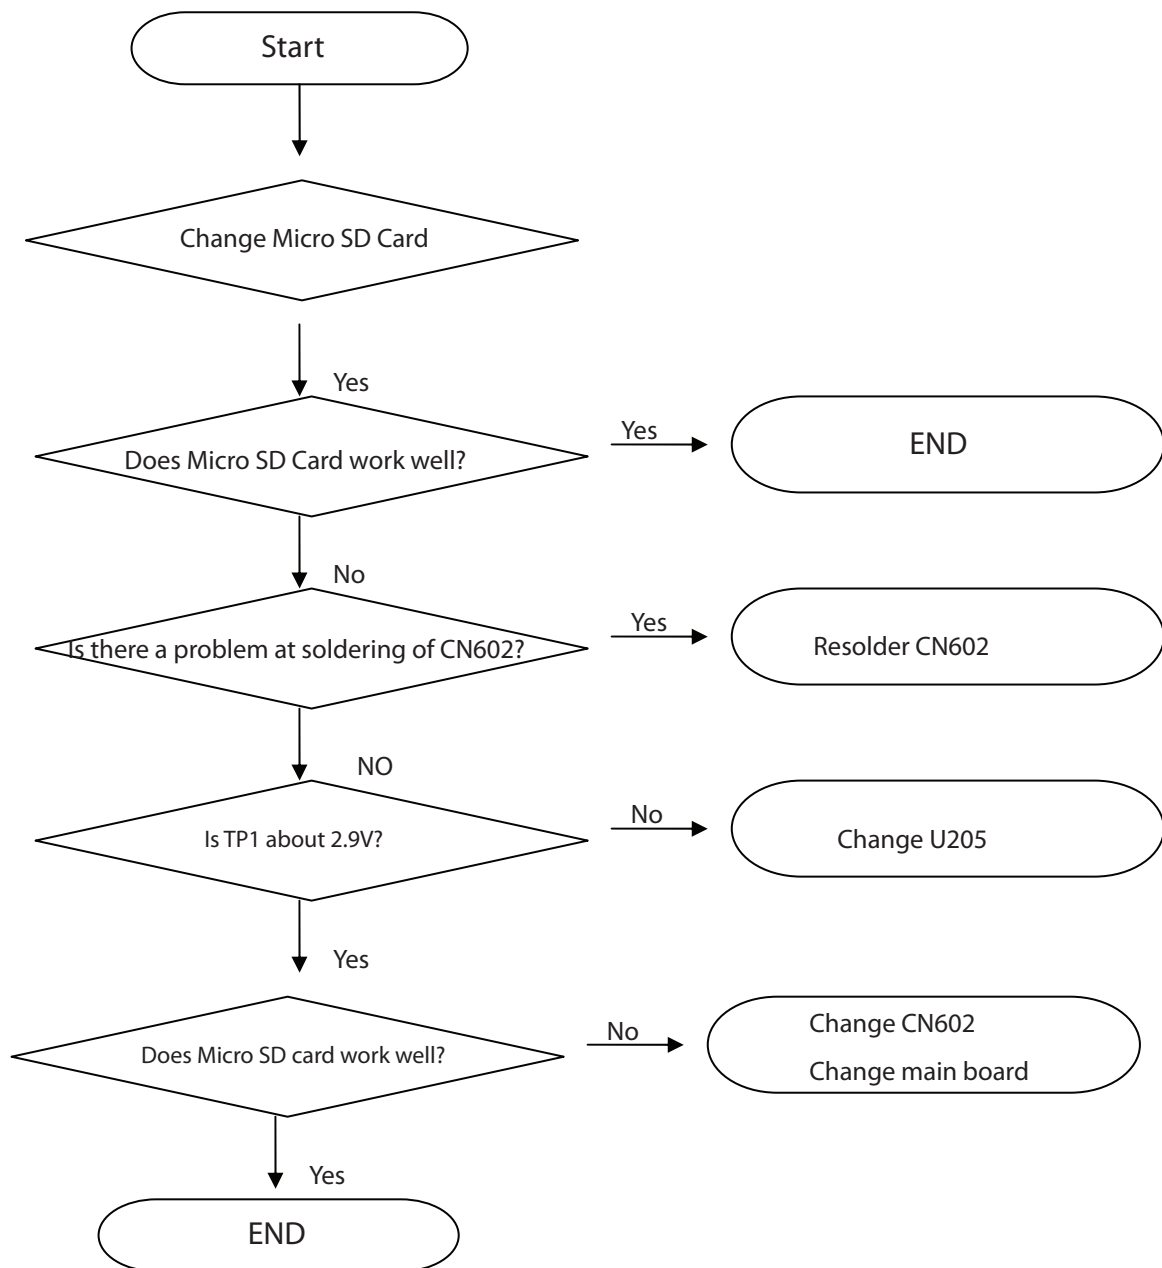 Start
Change Micro SD Card
Yes
Does Micro SD Card work well?
Yes
END
No
Is there a problem at soldering of CN602?
Yes
Resolder CN602
NO
Is TP1 about 2.9V?
No
Change U205
Yes
Does Micro SD card work well?
No
Change CN602
Change main board
Yes
END